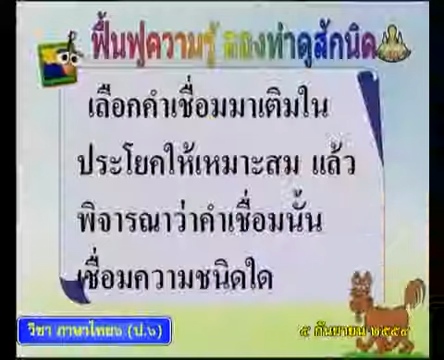 ฟื้นฟูความรู้ ลองทำดูสักนิด
เลือกคำเชื่อมมาเติมใน
ประโยคให้เหมาะสม แล้ว
พิจารณาว่าคำเชื่อมนั้น
เชื่อมความชนิดใด
วิชา ภาษาไทย๖ (ป.๖)
๕ กันยายน ๒๕๕๔